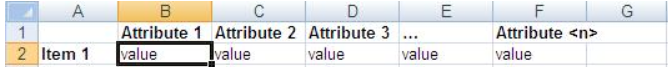 A B C D E F G
1 Attribute 1 Attribute 2 Attribute 3 ... Attribute <n>
2 Item 1 value value value value value